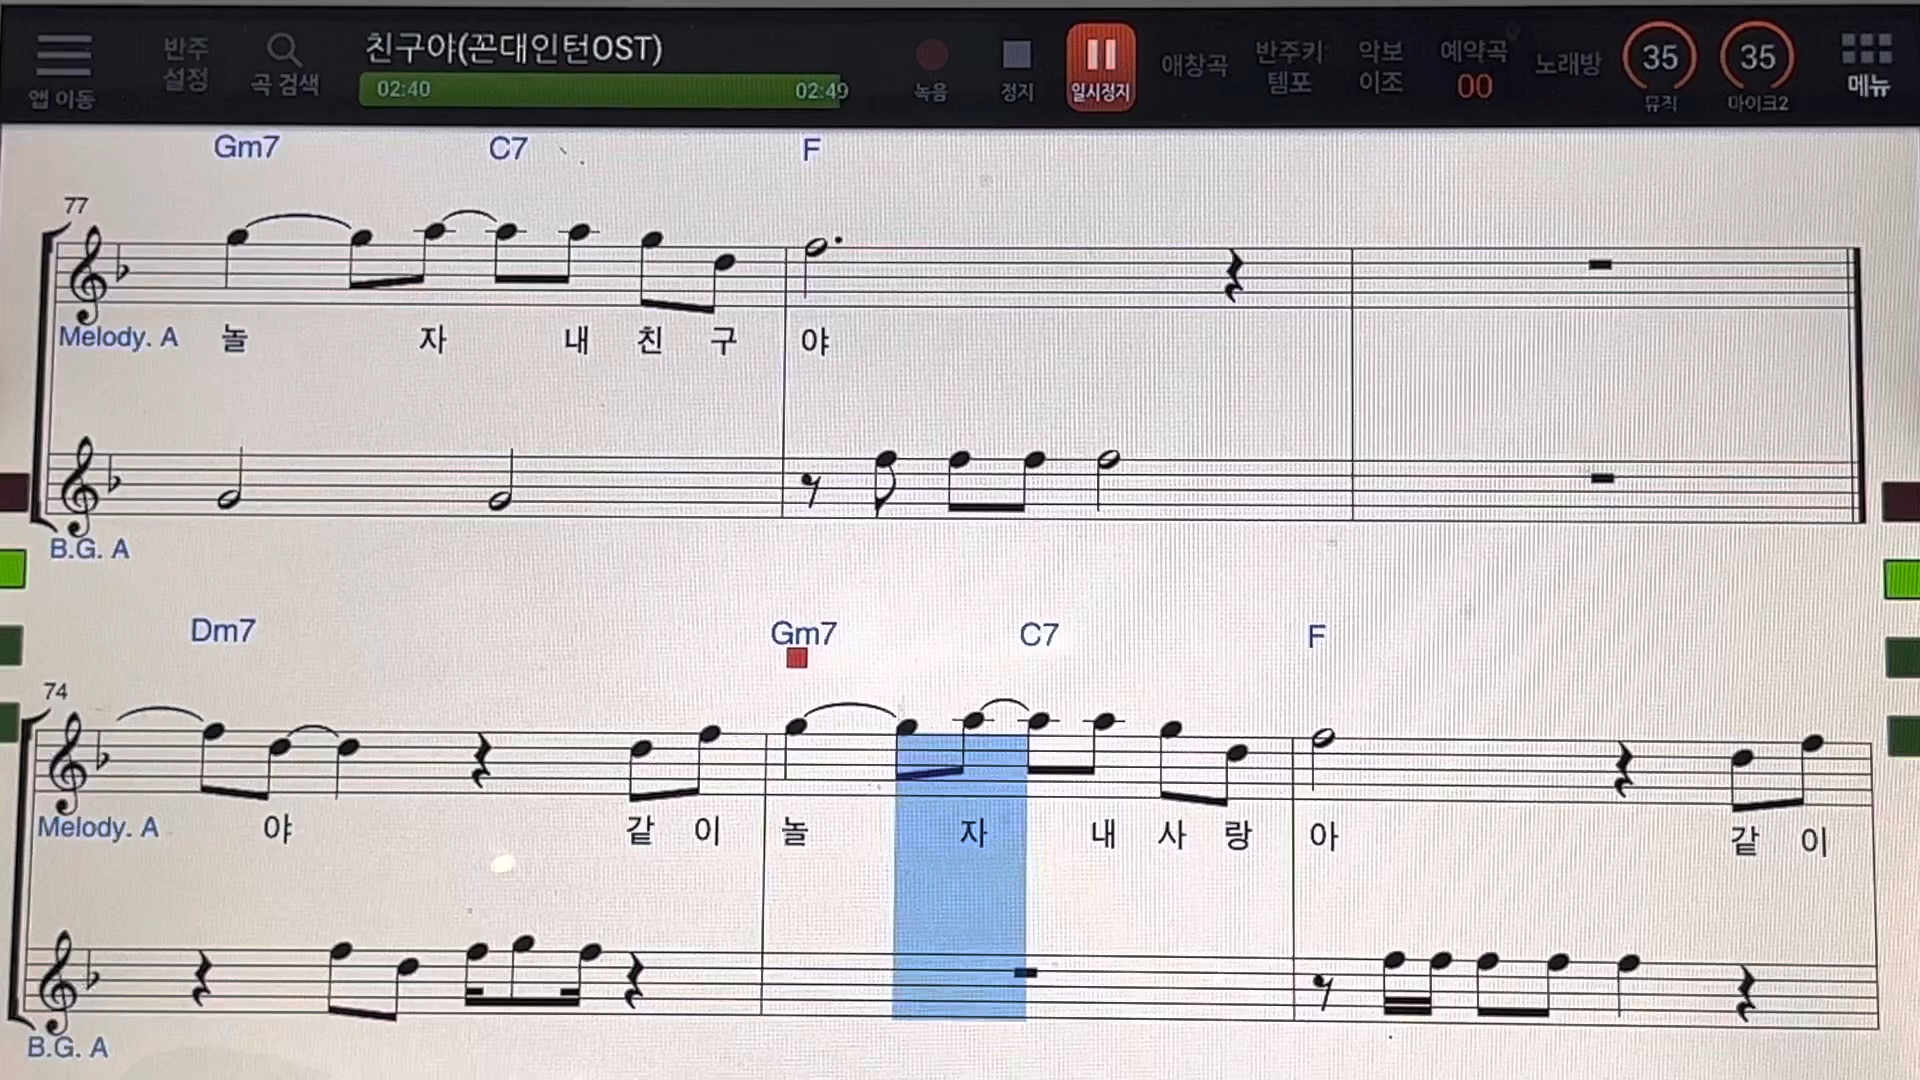 앱 이동
반주
설정
곡 검색
친구야(꼰대인턴OST)
02:40 02:49
녹음
정지
일시정지
애창곡
반주키
템포
악보
이조
예약곡
00
노래방
35
뮤직
35
마이크2
메뉴
Gm7 C7 F
77
Melody. A 놀 자 내 친 구 야
B.G. A
Dm7 Gm7 C7 F
74
Melody. A 야 같 이 놀 자 내 사 랑 아 같 이
B.G. A